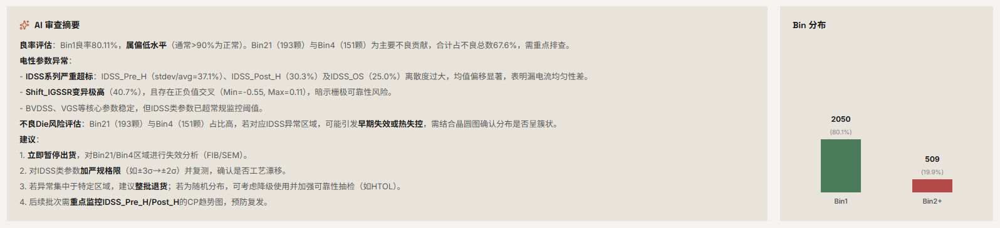 AI 审查摘要
良率评估：Bin1良率80.11%，属偏低水平（通常>90%为正常）。Bin21（193颗）与Bin4（151颗）为主要不良贡献，合计占不良总数67.6%，需重点排查。
电性参数异常：
- IDSS系列严重超标：IDSS_Pre_H（stdev/avg=37.1%）、IDSS_Post_H（30.3%）及IDSS_OS（25.0%）离散度过大，均值偏移显著，表明漏电流均匀性差。
- Shift_IGSSR变异极高（40.7%），且存在正负值交叉（Min=-0.55, Max=0.11），暗示栅极可靠性风险。
- BVDSS、VGS等核心参数稳定，但IDSS类参数已超常规监控阈值。
不良Die风险评估：Bin21（193颗）与Bin4（151颗）占比高，若对应IDSS异常区域，可能引发早期失效或热失控，需结合晶圆图确认分布是否呈簇状。
建议：
1. 立即暂停出货，对Bin21/Bin4区域进行失效分析（FIB/SEM）。
2. 对IDSS类参数加严规格限（如±3σ→±2σ）并复测，确认是否工艺漂移。
3. 若异常集中于特定区域，建议整批退货；若为随机分布，可考虑降级使用并加强可靠性抽检（如HTOL）。
4. 后续批次需重点监控IDSS_Pre_H/Post_H的CP趋势图，预防复发。
Bin 分布
2050
(80.1%)
509
(19.9%)
Bin1
Bin2+